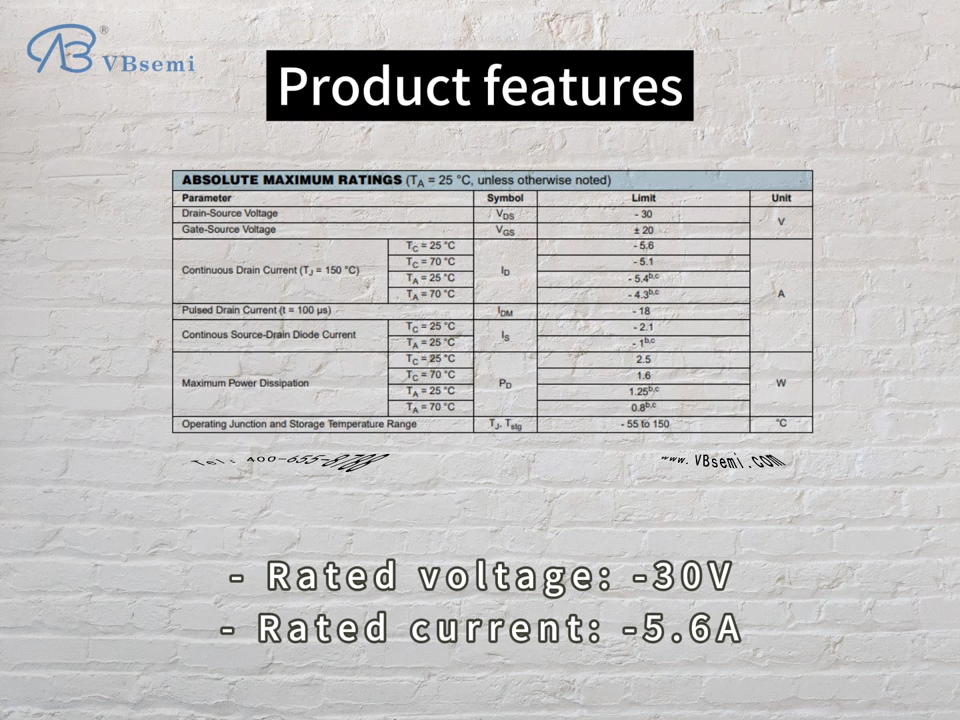 VBsemi®
Product features
ABSOLUTE MAXIMUM RATINGS (TA = 25 °C, unless otherwise noted)
Parameter Symbol Limit Unit
Drain-Source Voltage VDS - 30 V
Gate-Source Voltage VGS ± 20
Continuous Drain Current (TJ = 150 °C) TC = 25 °C ID - 5.6 A
TC = 70 °C - 5.1
TA = 25 °C - 5.4b,c
TA = 70 °C - 4.3b,c
Pulsed Drain Current (t = 100 µs) IDM - 18
Continous Source-Drain Diode Current TC = 25 °C IS - 2.1
TA = 25 °C - 1b,c
Maximum Power Dissipation TC = 25 °C PD 2.5 W
TC = 70 °C 1.6
TA = 25 °C 1.25b,c
TA = 70 °C 0.8b,c
Operating Junction and Storage Temperature Range TJ, Tstg - 55 to 150 °C
Tel: 400-655-8788 www.VBsemi.com
- Rated voltage: -30V
- Rated current: -5.6A